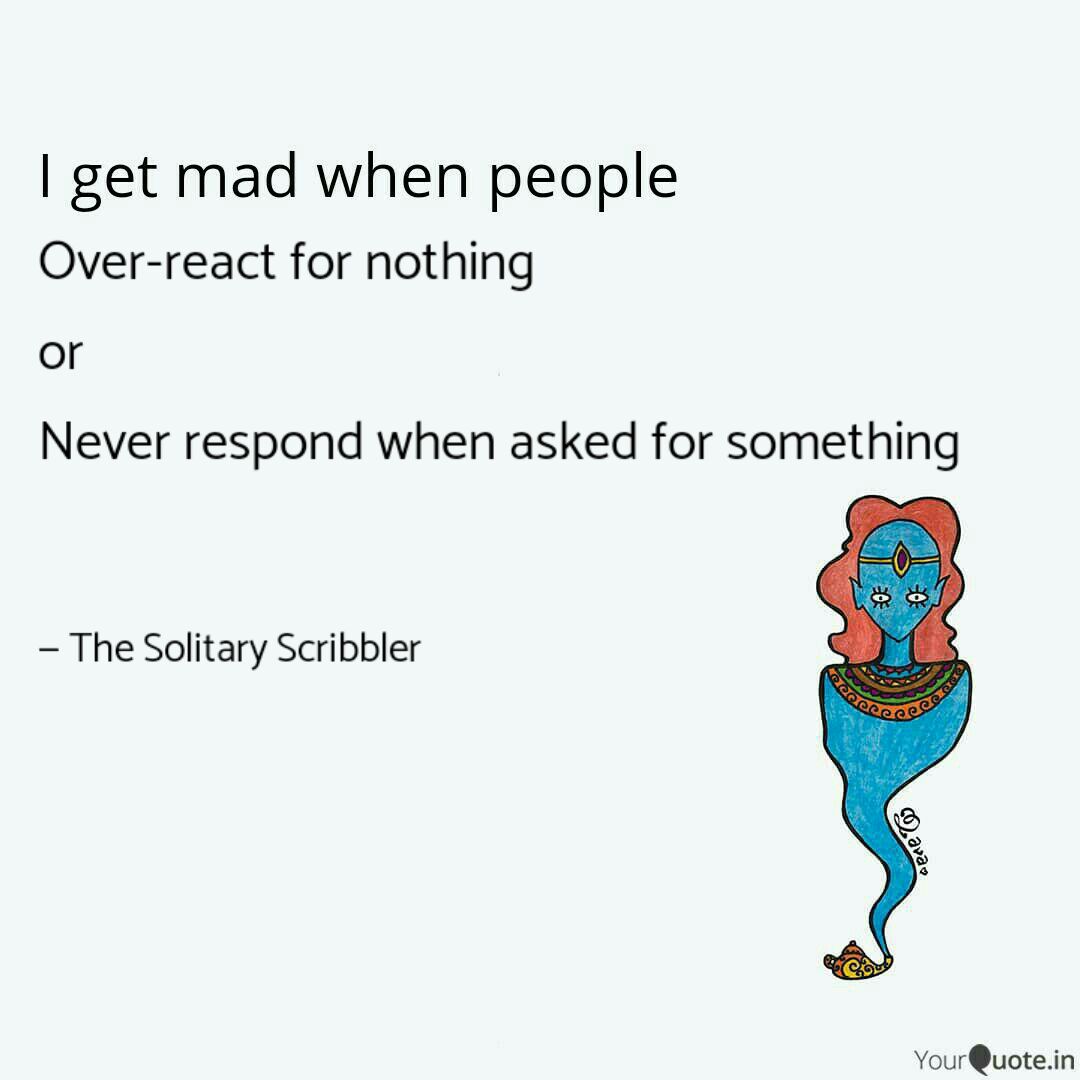 I get mad when people
Over-react for nothing
or
Never respond when asked for something
– The Solitary Scribbler
YourQuote.in